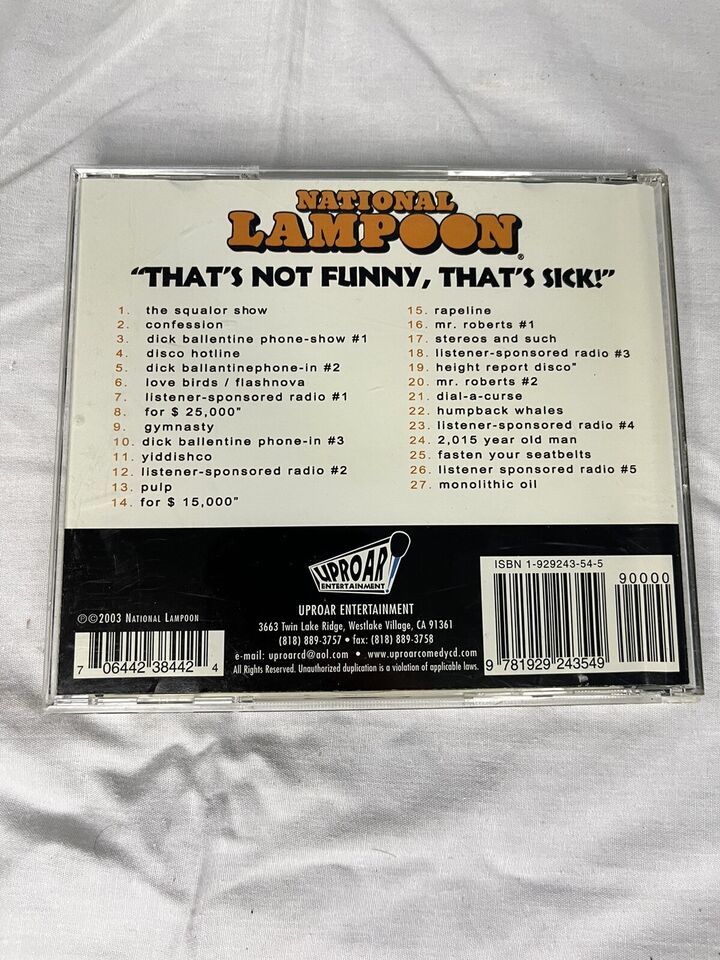 NATIONAL
LAMPOON®
"THAT'S NOT FUNNY, THAT'S SICK!"
1. the squalor show
2. confession
3. dick ballentine phone-show #1
4. disco hotline
5. dick ballantinephone-in #2
6. love birds / flashnova
7. listener-sponsored radio #1
8. for $ 25,000"
9. gymnasty
10. dick ballentine phone-in #3
11. yiddishco
12. listener-sponsored radio #2
13. pulp
14. for $ 15,000"
15. rapeline
16. mr. roberts #1
17. stereos and such
18. listener-sponsored radio #3
19. height report disco"
20. mr. roberts #2
21. dial-a-curse
22. humpback whales
23. listener-sponsored radio #4
24. 2,015 year old man
25. fasten your seatbelts
26. listener sponsored radio #5
27. monolithic oil
℗©2003 NATIONAL LAMPOON
7 06442 38442 4
UPROAR!
ENTERTAINMENT
UPROAR ENTERTAINMENT
3663 Twin Lake Ridge, Westlake Village, CA 91361
(818) 889-3757 • fax: (818) 889-3758
e-mail: uproarcd@aol.com • www.uproarcomedycd.com
All Rights Reserved. Unauthorized duplication is a violation of applicable laws.
ISBN 1-929243-54-5
90000
9 781929 243549